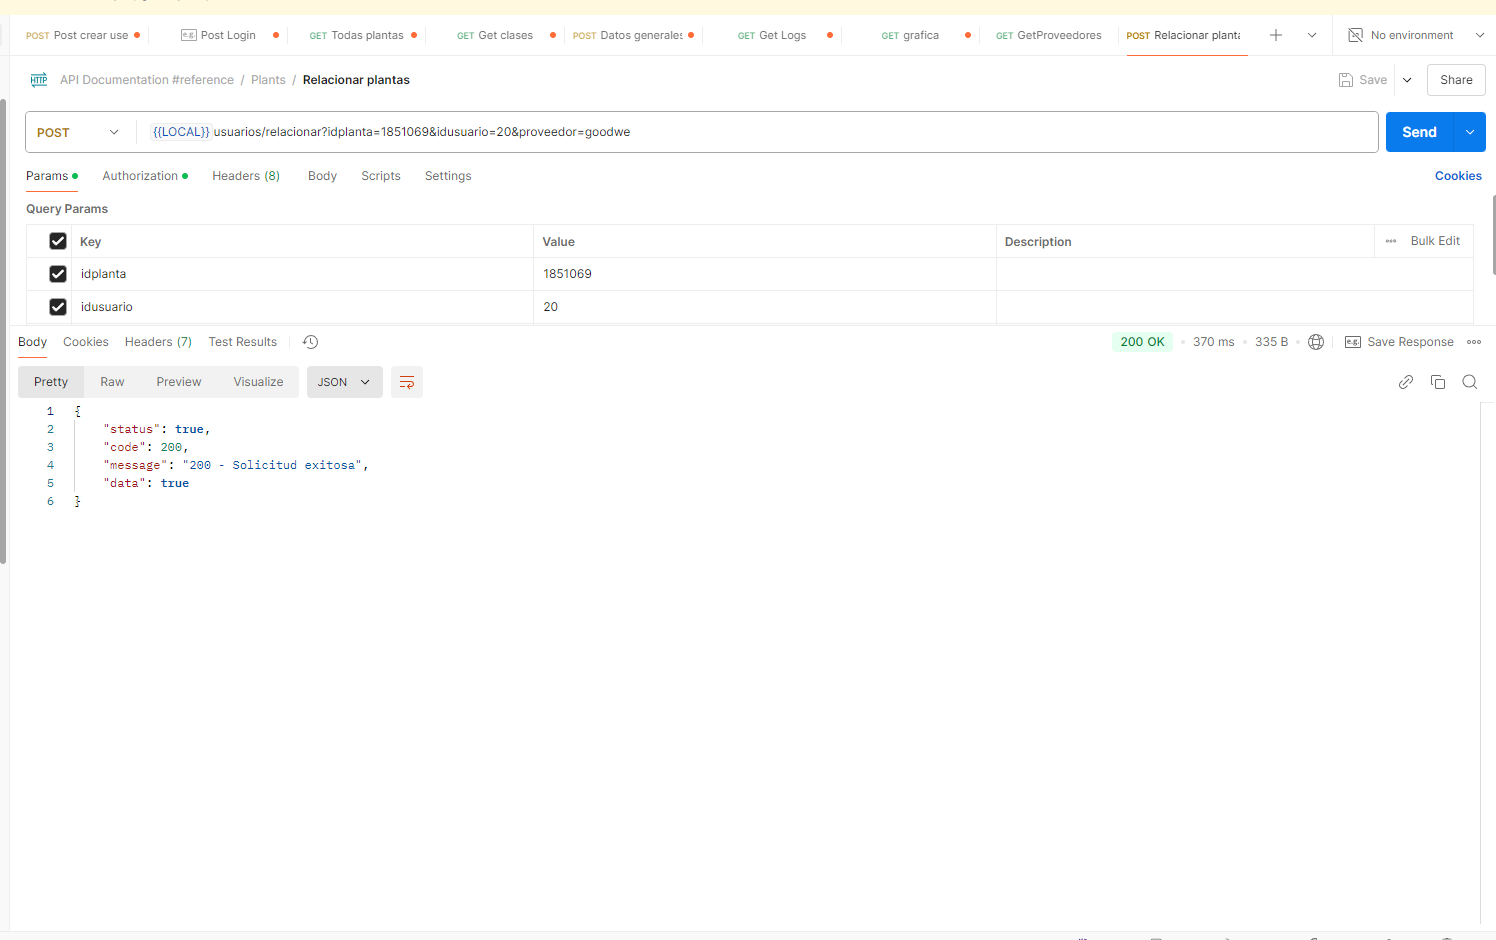 POST Post crear use
e.g. Post Login
GET Todas plantas
GET Get clases
POST Datos generales
GET Get Logs
GET grafica
GET GetProveedores
POST Relacionar planta
No environment
HTTP API Documentation #reference / Plants / Relacionar plantas
Save
Share
POST
{{LOCAL}} usuarios/relacionar?idplanta=1851069&idusuario=20&proveedor=goodwe
Send
Params Authorization Headers (8) Body Scripts Settings
Cookies
Query Params
Key Value Description ••• Bulk Edit
idplanta 1851069
idusuario 20
Body Cookies Headers (7) Test Results
200 OK • 370 ms • 335 B •
e.g. Save Response
Pretty Raw Preview Visualize JSON
1 {
2 "status": true,
3 "code": 200,
4 "message": "200 - Solicitud exitosa",
5 "data": true
6 }